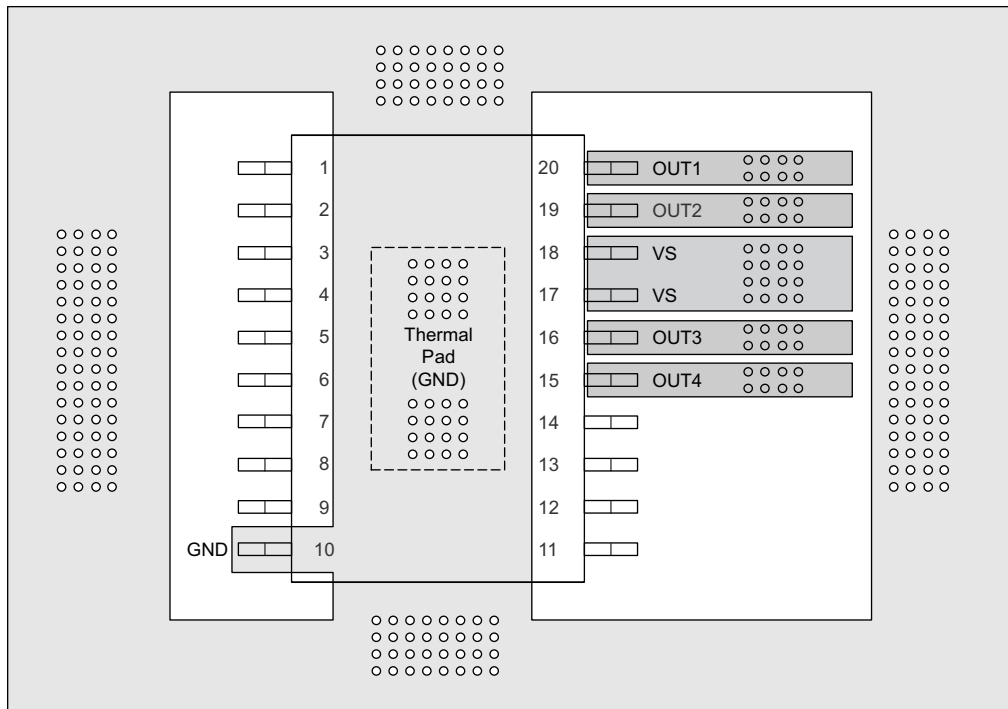 1 20 OUT1
2 19 OUT2
3 18 VS
4 17 VS
5 16 OUT3
6 15 OUT4
7 14
8 13
9 12
GND 10 11
Thermal
Pad
(GND)